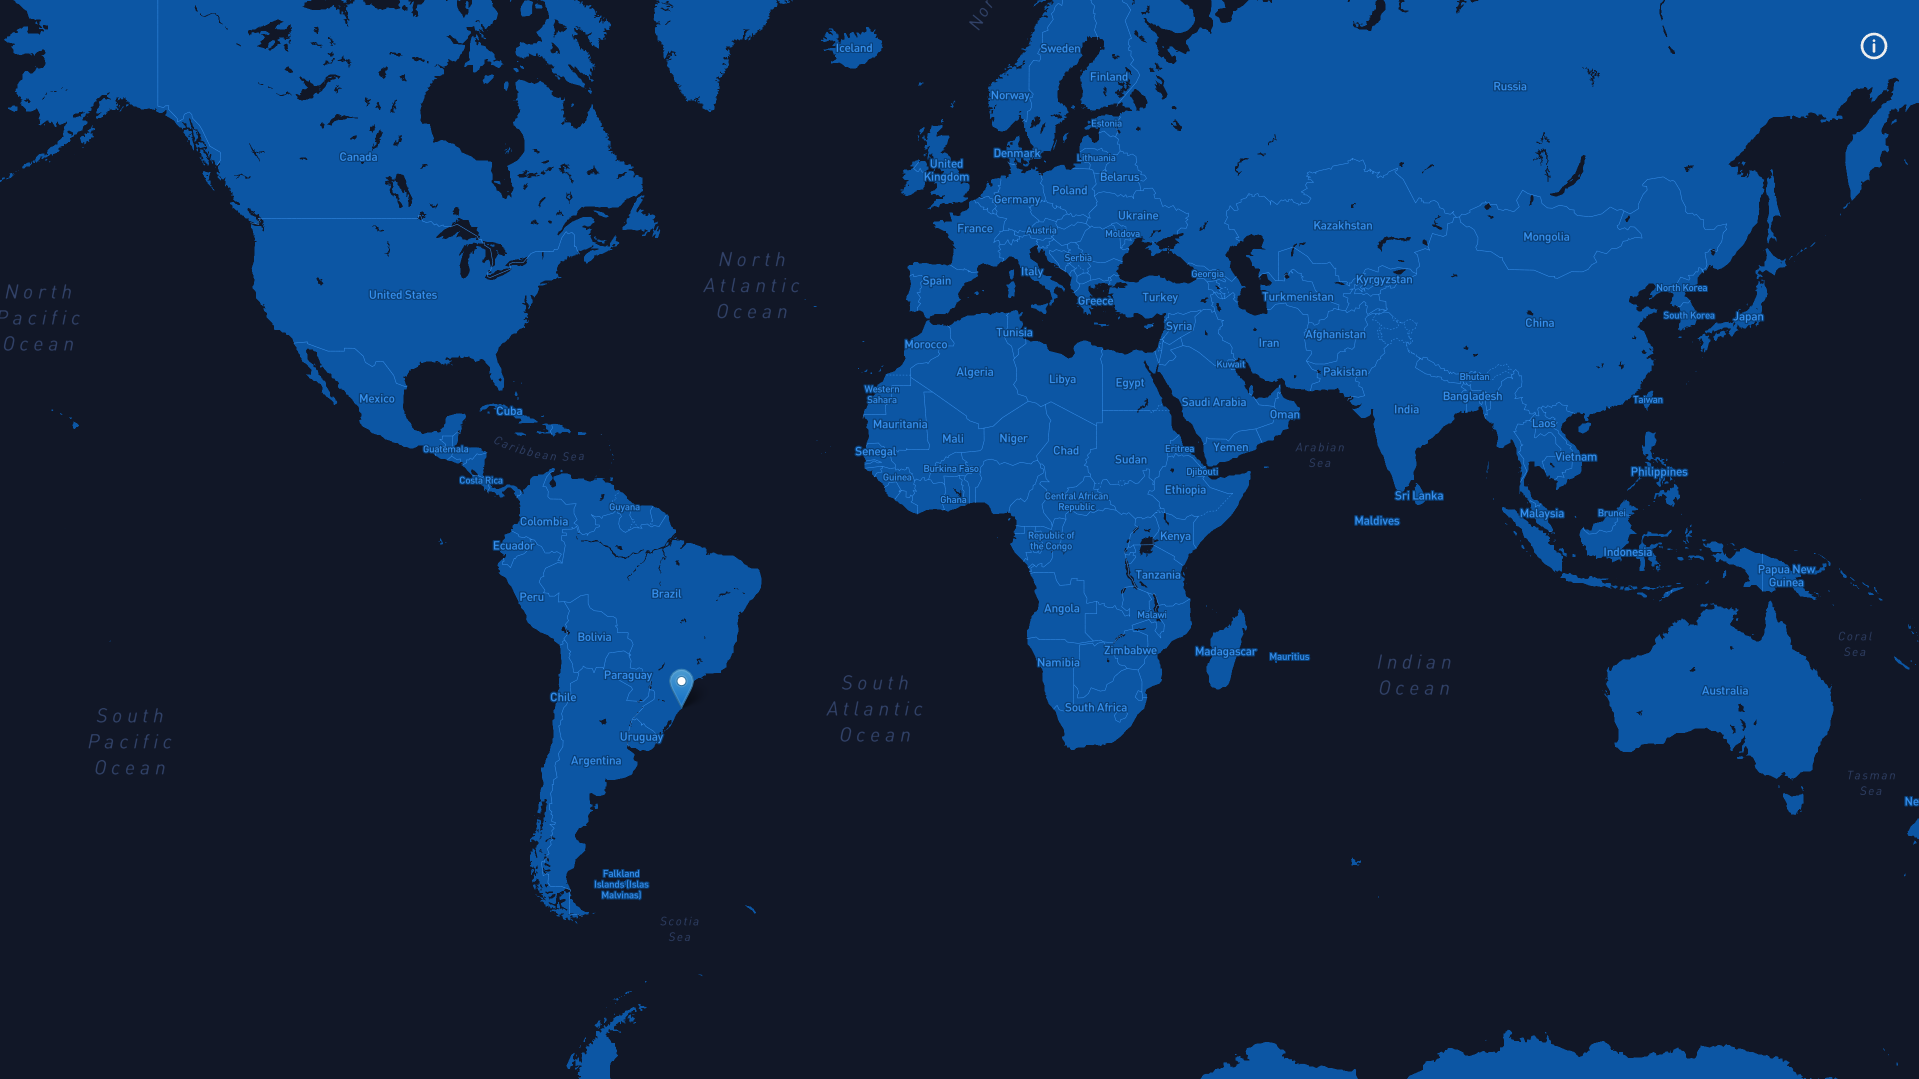 Nor
Iceland
Sweden
Finland
Russia
Norway
Estonia
Canada
Denmark
Lithuania
United
Kingdom
Belarus
Poland
Germany
Ukraine
Kazakhstan
France
Austria
Moldova
Mongolia
North
Atlantic
Ocean
Serbia
Italy
Georgia
Spain
Kyrgyzstan
North
Pacific
Ocean
United States
Greece
Turkey
Turkmenistan
North Korea
South Korea
Japan
China
Tunisia
Syria
Afghanistan
Morocco
Iran
Algeria
Libya
Egypt
Kuwait
Pakistan
Bhutan
Western
Sahara
Mexico
Cuba
Saudi Arabia
Oman
India
Bangladesh
Taiwan
Mauritania
Laos
Mali
Niger
Chad
Caribbean Sea
Guatemala
Senegal
Sudan
Eritrea
Yemen
Arabian
Sea
Vietnam
Burkina Faso
Djibouti
Philippines
Costa Rica
Guinea
Ethiopia
Ghana
Central African
Republic
Sri Lanka
Guyana
Colombia
Maldives
Malaysia
Brunei
Republic of
the Congo
Kenya
Ecuador
Indonesia
Tanzania
Papua New
Guinea
Peru
Brazil
Angola
Malawi
Bolivia
Coral
Sea
Zimbabwe
Madagascar
Mauritius
Namibia
Indian
Ocean
Paraguay
South
Atlantic
Ocean
Chile
Australia
South Africa
South
Pacific
Ocean
Uruguay
Argentina
Tasman
Sea
Ne
Falkland
Islands (Islas
Malvinas)
Scotia
Sea